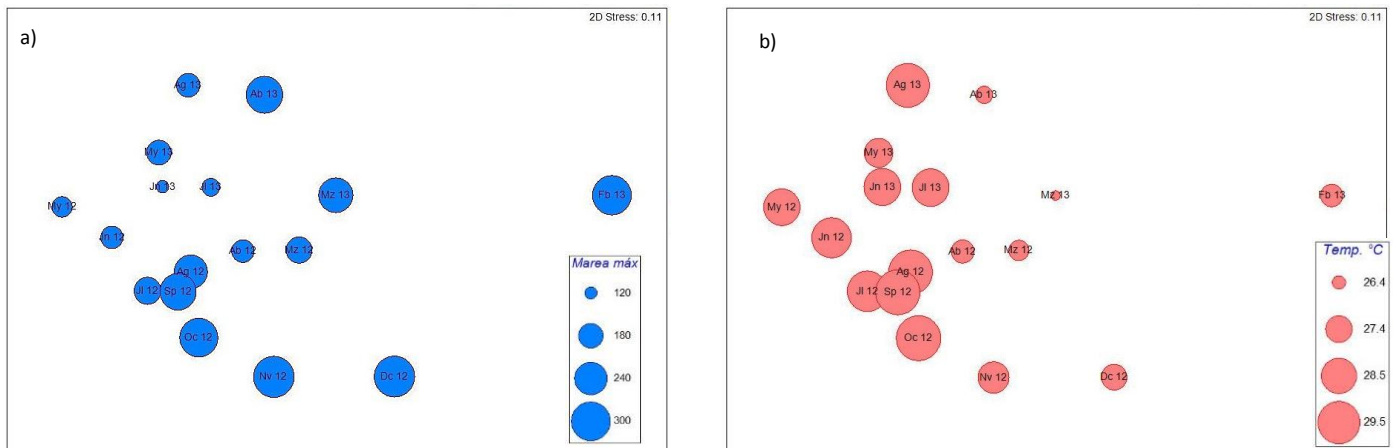 2D Stress: 0.11
a)
Ag 13
Ab 13
My 13
Jn 13
Jl 13
Mz 13
Fb 13
My 12
Jn 12
Ab 12
Mz 12
Ag 12
Jl 12
Sp 12
Oc 12
Nv 12
Dc 12
Marea máx
120
180
240
300
2D Stress: 0.11
b)
Ag 13
Ab 13
My 13
Jn 13
Jl 13
Mz 13
Fb 13
My 12
Jn 12
Ab 12
Mz 12
Ag 12
Jl 12
Sp 12
Oc 12
Nv 12
Dc 12
Temp. °C
26.4
27.4
28.5
29.5